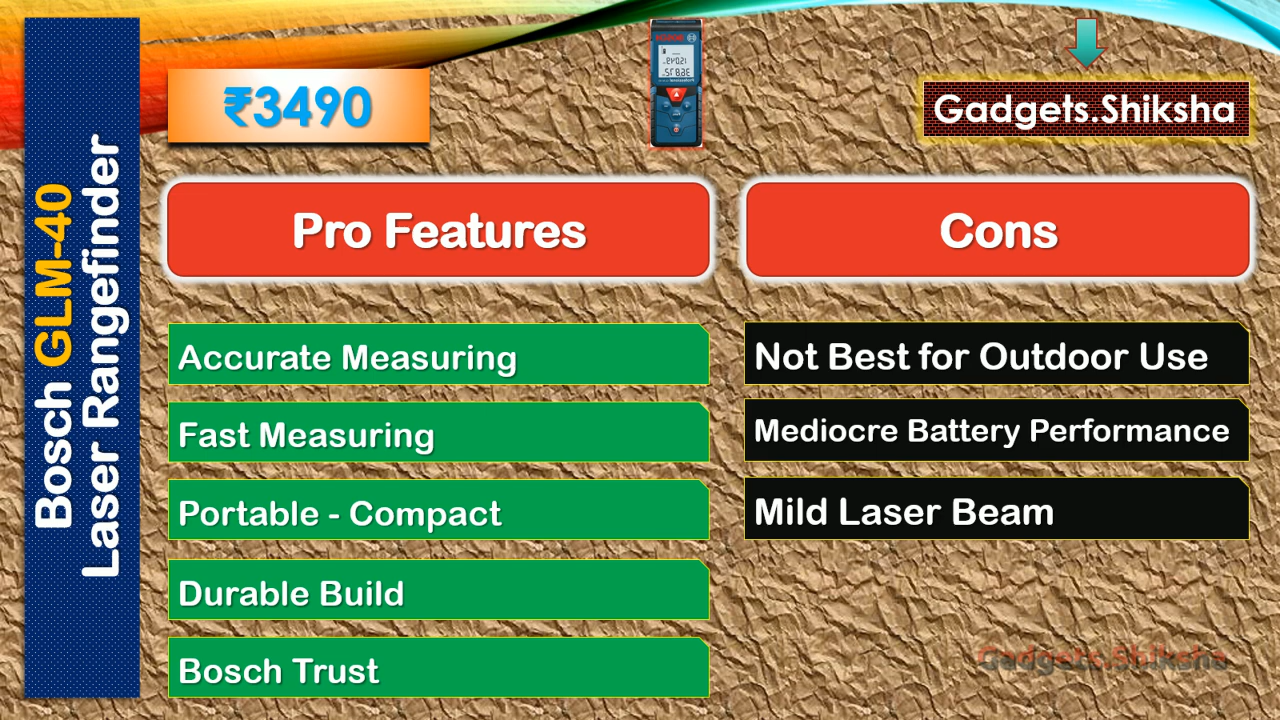 ₹3490
Gadgets.Shiksha
Bosch GLM-40
Laser Rangefinder
Pro Features
Cons
Accurate Measuring
Not Best for Outdoor Use
Fast Measuring
Mediocre Battery Performance
Portable - Compact
Mild Laser Beam
Durable Build
Bosch Trust
Gadgets.Shiksha